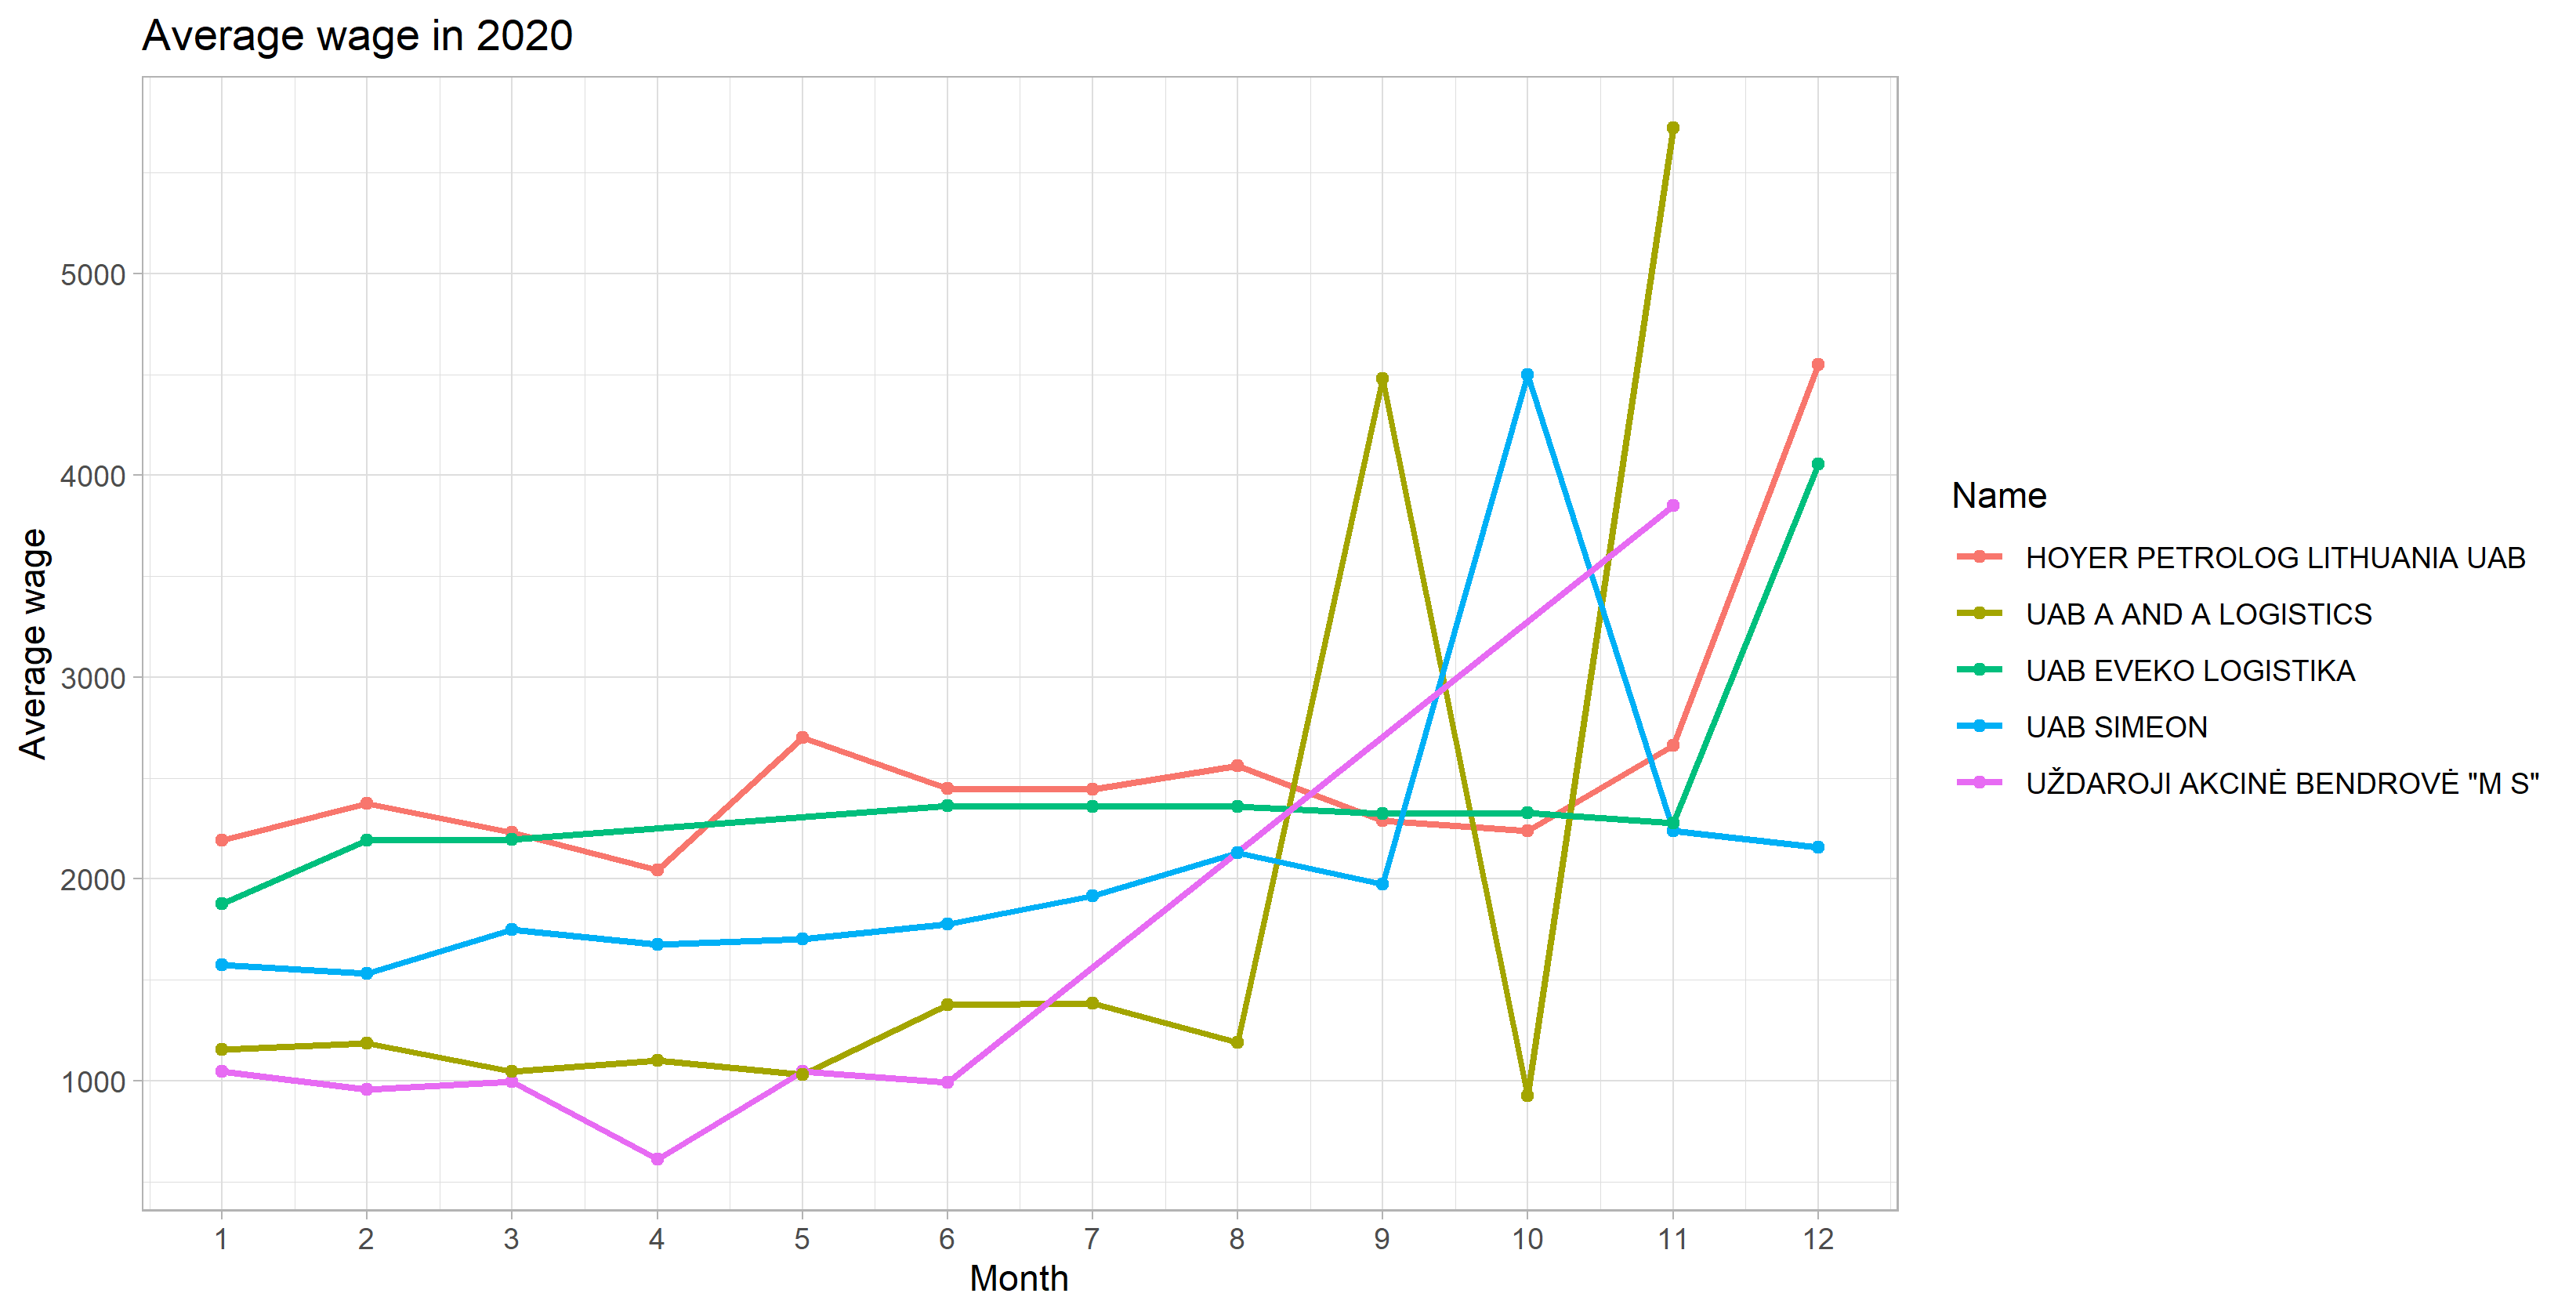 Average wage in 2020
Average wage
5000
4000
3000
2000
1000
1 2 3 4 5 6 7 8 9 10 11 12
Month
Name
HOYER PETROLOG LITHUANIA UAB
UAB A AND A LOGISTICS
UAB EVEKO LOGISTIKA
UAB SIMEON
UŽDAROJI AKCINĖ BENDROVĖ "M S"